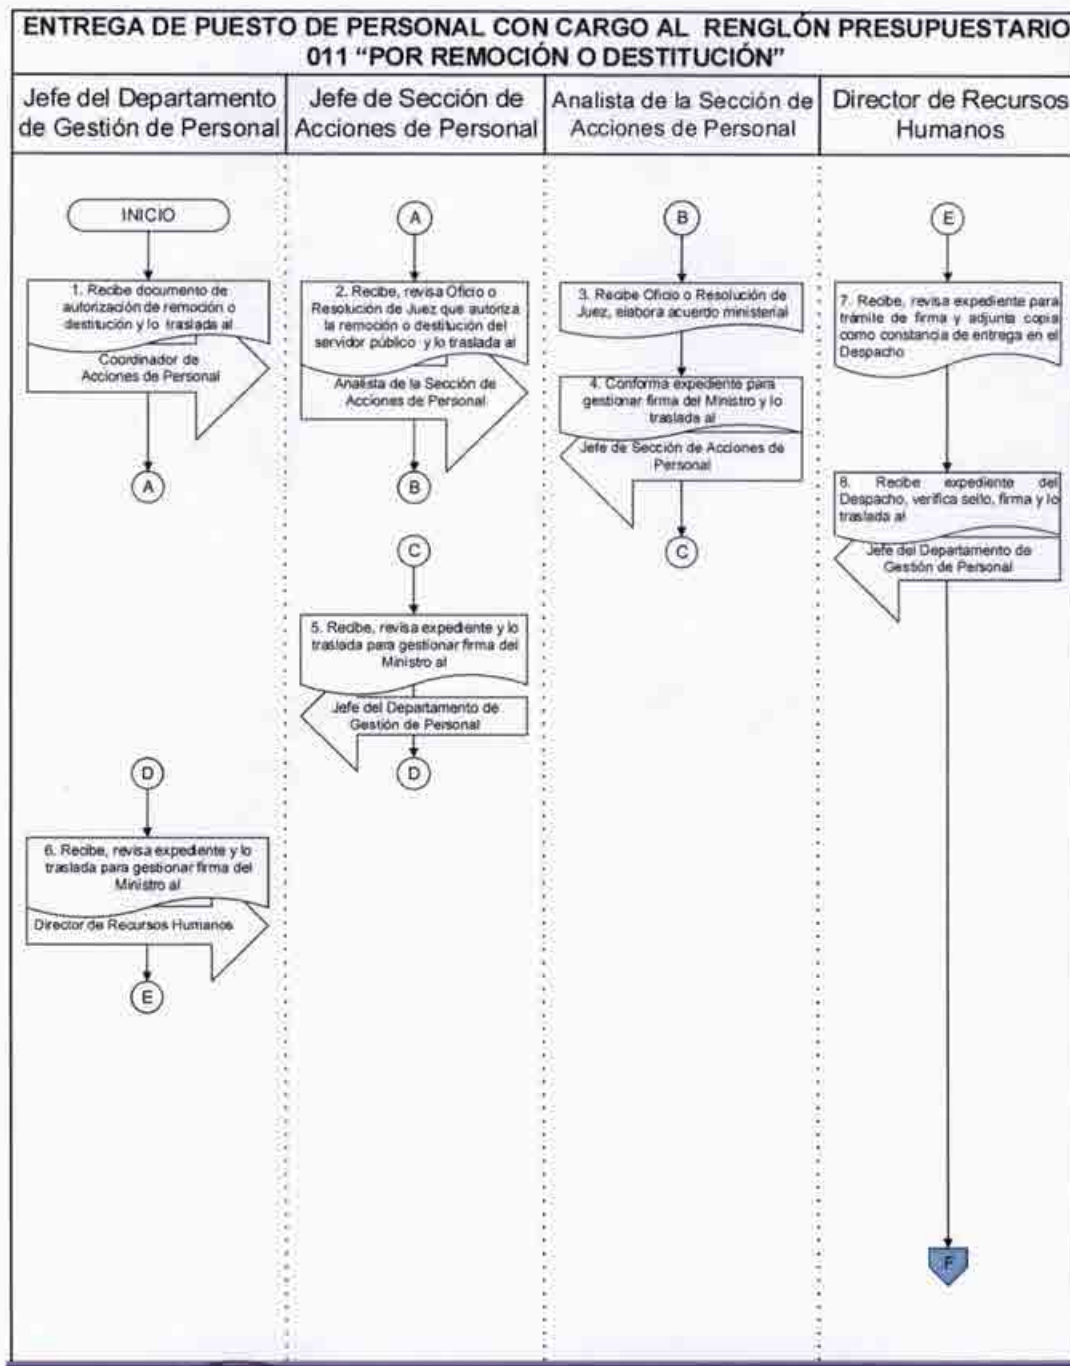 ENTREGA DE PUESTO DE PERSONAL CON CARGO AL RENGLÓN PRESUPUESTARIO
011 “POR REMOCIÓN O DESTITUCIÓN”
Jefe del Departamento
de Gestión de Personal
Jefe de Sección de
Acciones de Personal
Analista de la Sección de
Acciones de Personal
Director de Recursos
Humanos
INICIO
1. Recibe documento de
autorización de remoción o
destitución y lo traslada al
Coordinador de
Acciones de Personal
A
A
2. Recibe, revisa Oficio o
Resolución de Juez que autoriza
la remoción o destitución del
servidor público y lo traslada al
Analista de la Sección de
Acciones de Personal
B
B
3. Recibe Oficio o Resolución de
Juez, elabora acuerdo ministerial
4. Conforma expediente para
gestionar firma del Ministro y lo
traslada al
Jefe de Sección de Acciones de
Personal
C
C
5. Recibe, revisa expediente y lo
traslada para gestionar firma del
Ministro al
Jefe del Departamento de
Gestión de Personal
D
D
6. Recibe, revisa expediente y lo
traslada para gestionar firma del
Ministro al
Director de Recursos Humanos
E
E
7. Recibe, revisa expediente para
trámite de firma y adjunta copia
como constancia de entrega en el
Despacho
8. Recibe expediente del
Despacho, verifica sello, firma y lo
traslada al
Jefe del Departamento de
Gestión de Personal
F